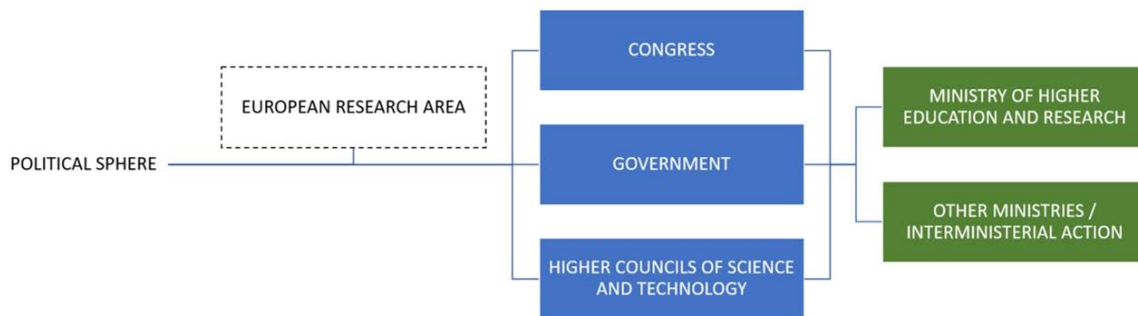 CONGRESS
EUROPEAN RESEARCH AREA
MINISTRY OF HIGHER
EDUCATION AND RESEARCH
POLITICAL SPHERE
GOVERNMENT
OTHER MINISTRIES /
INTERMINISTERIAL ACTION
HIGHER COUNCILS OF SCIENCE
AND TECHNOLOGY